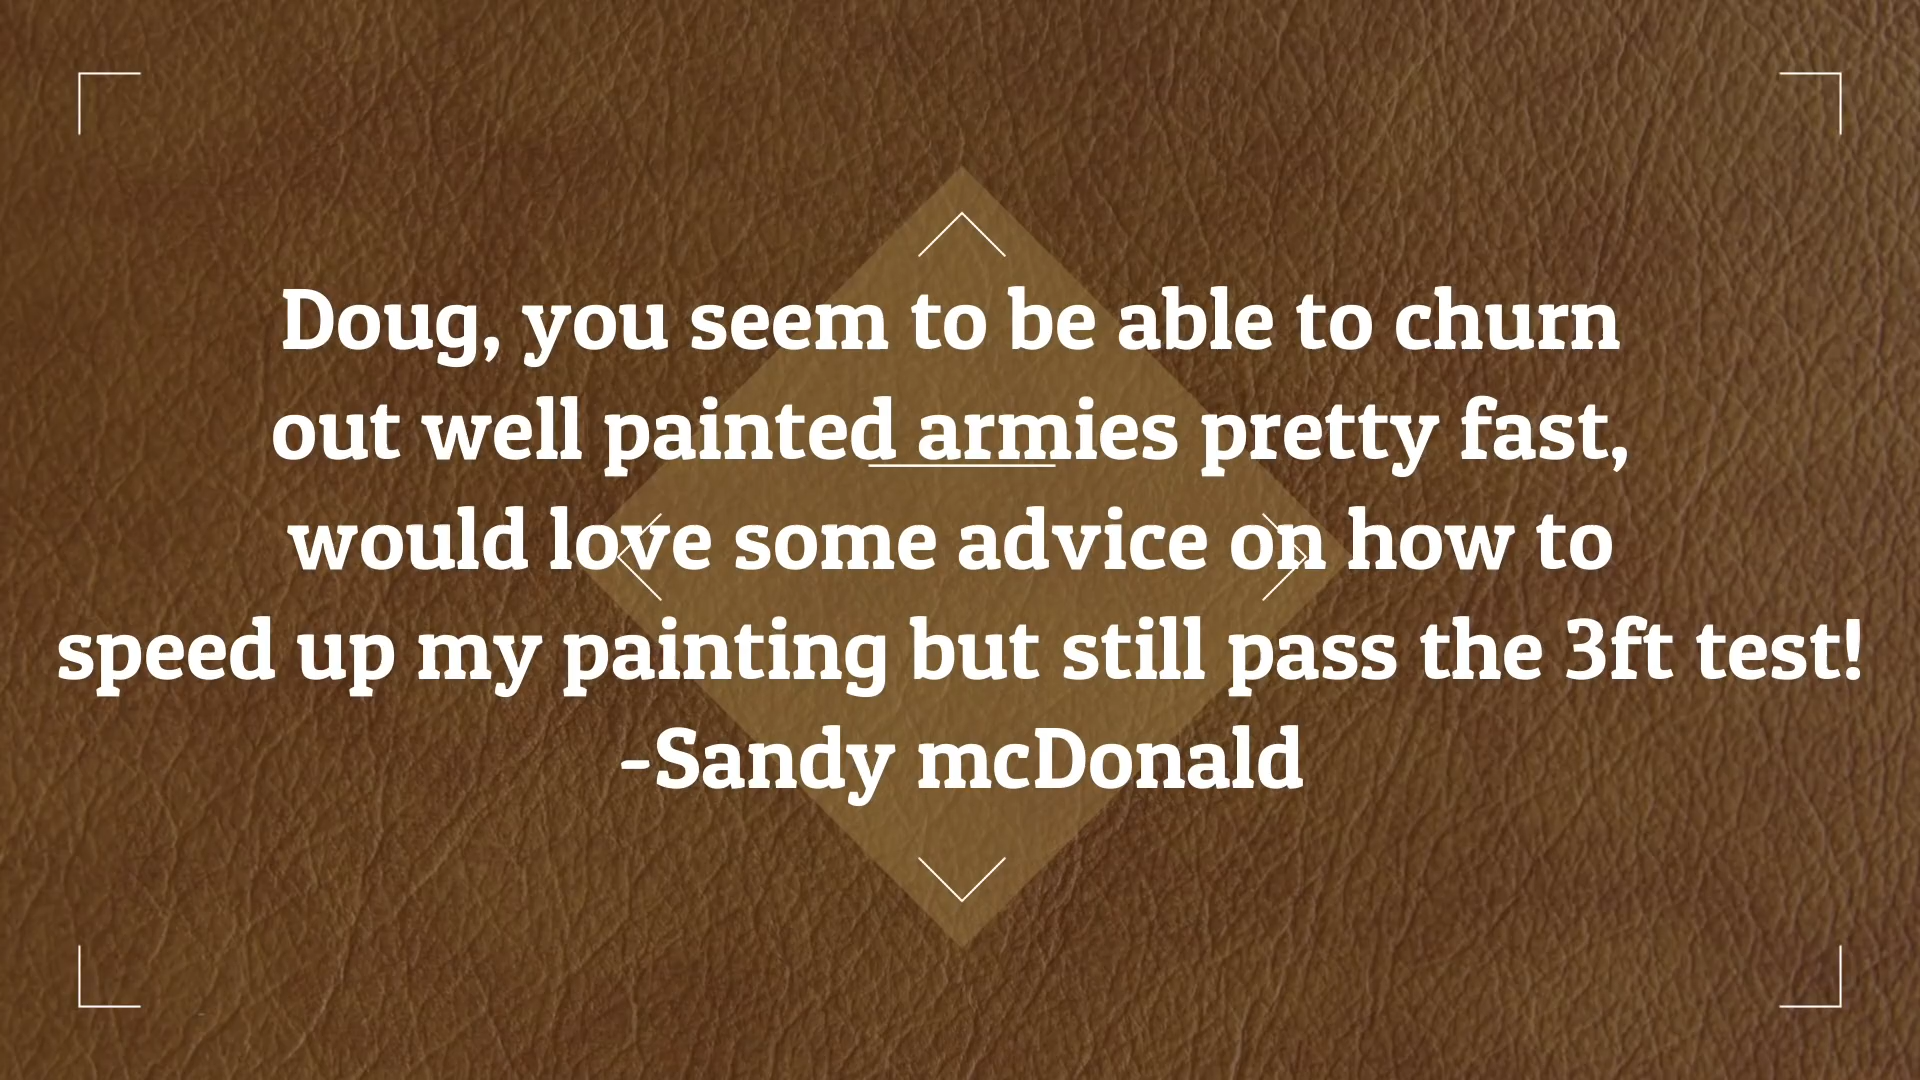 Doug, you seem to be able to churn
out well painted armies pretty fast,
would love some advice on how to
speed up my painting but still pass the 3ft test!
-Sandy mcDonald